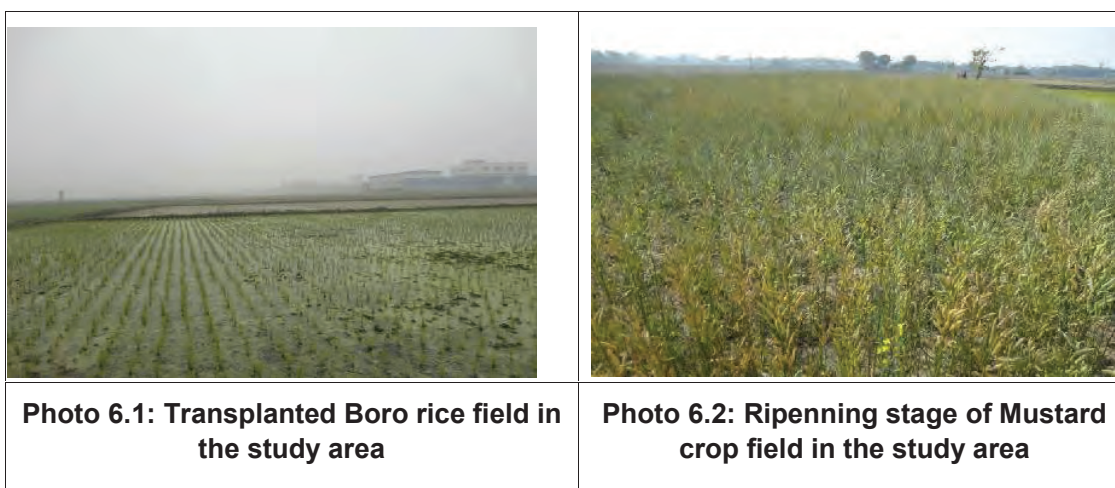 Photo 6.1: Transplanted Boro rice field in
the study area
Photo 6.2: Ripenning stage of Mustard
crop field in the study area